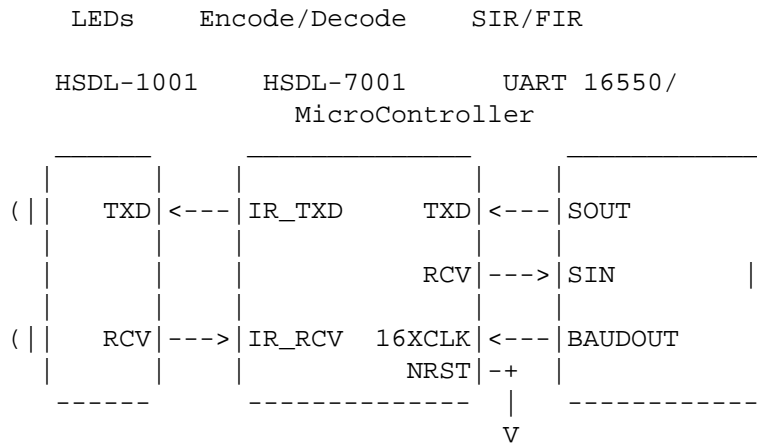 LEDs Encode/Decode SIR/FIR
HSDL-1001 HSDL-7001 UART 16550/
MicroController
(|| TXD|<---|IR_TXD TXD|<---|SOUT
RCV|--->|SIN |
(|| RCV|--->|IR_RCV 16XCLK|<---|BAUDOUT
NRST|-+
V